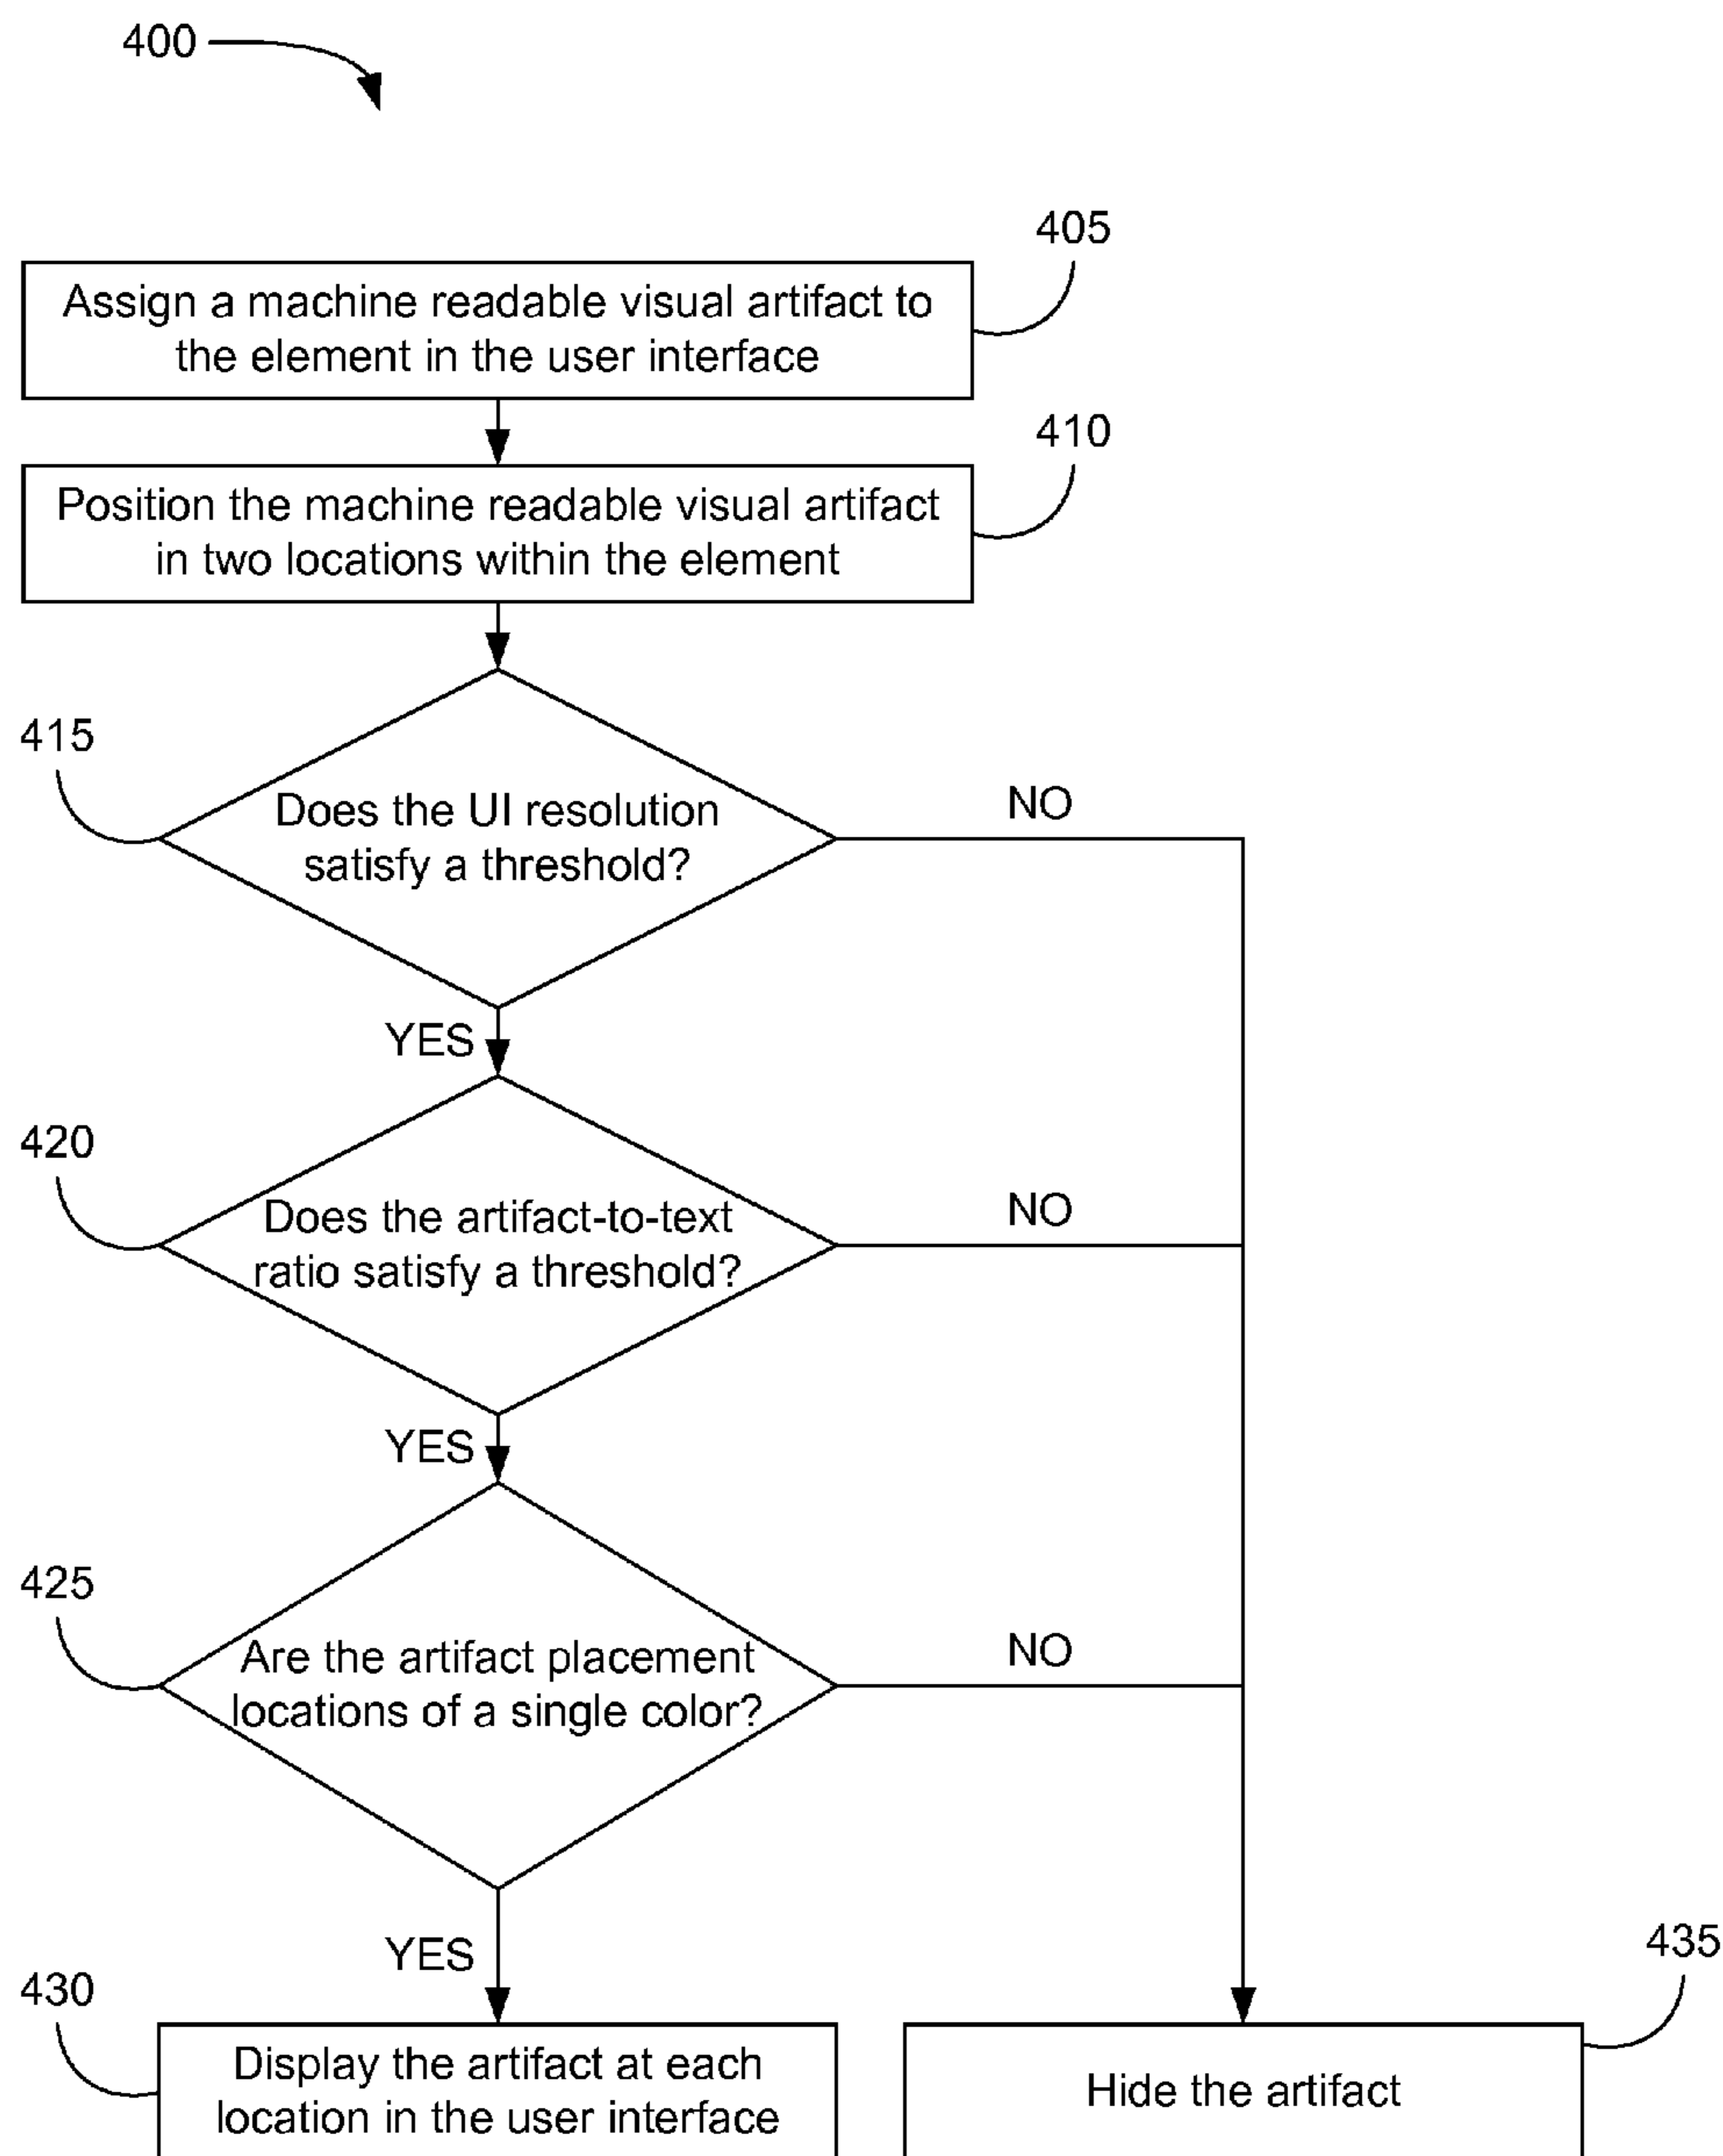 400
405
Assign a machine readable visual artifact to
the element in the user interface
410
Position the machine readable visual artifact
in two locations within the element
415
Does the UI resolution
satisfy a threshold?
NO
YES
420
Does the artifact-to-text
ratio satisfy a threshold?
NO
YES
425
Are the artifact placement
locations of a single color?
NO
YES
430
Display the artifact at each
location in the user interface
435
Hide the artifact